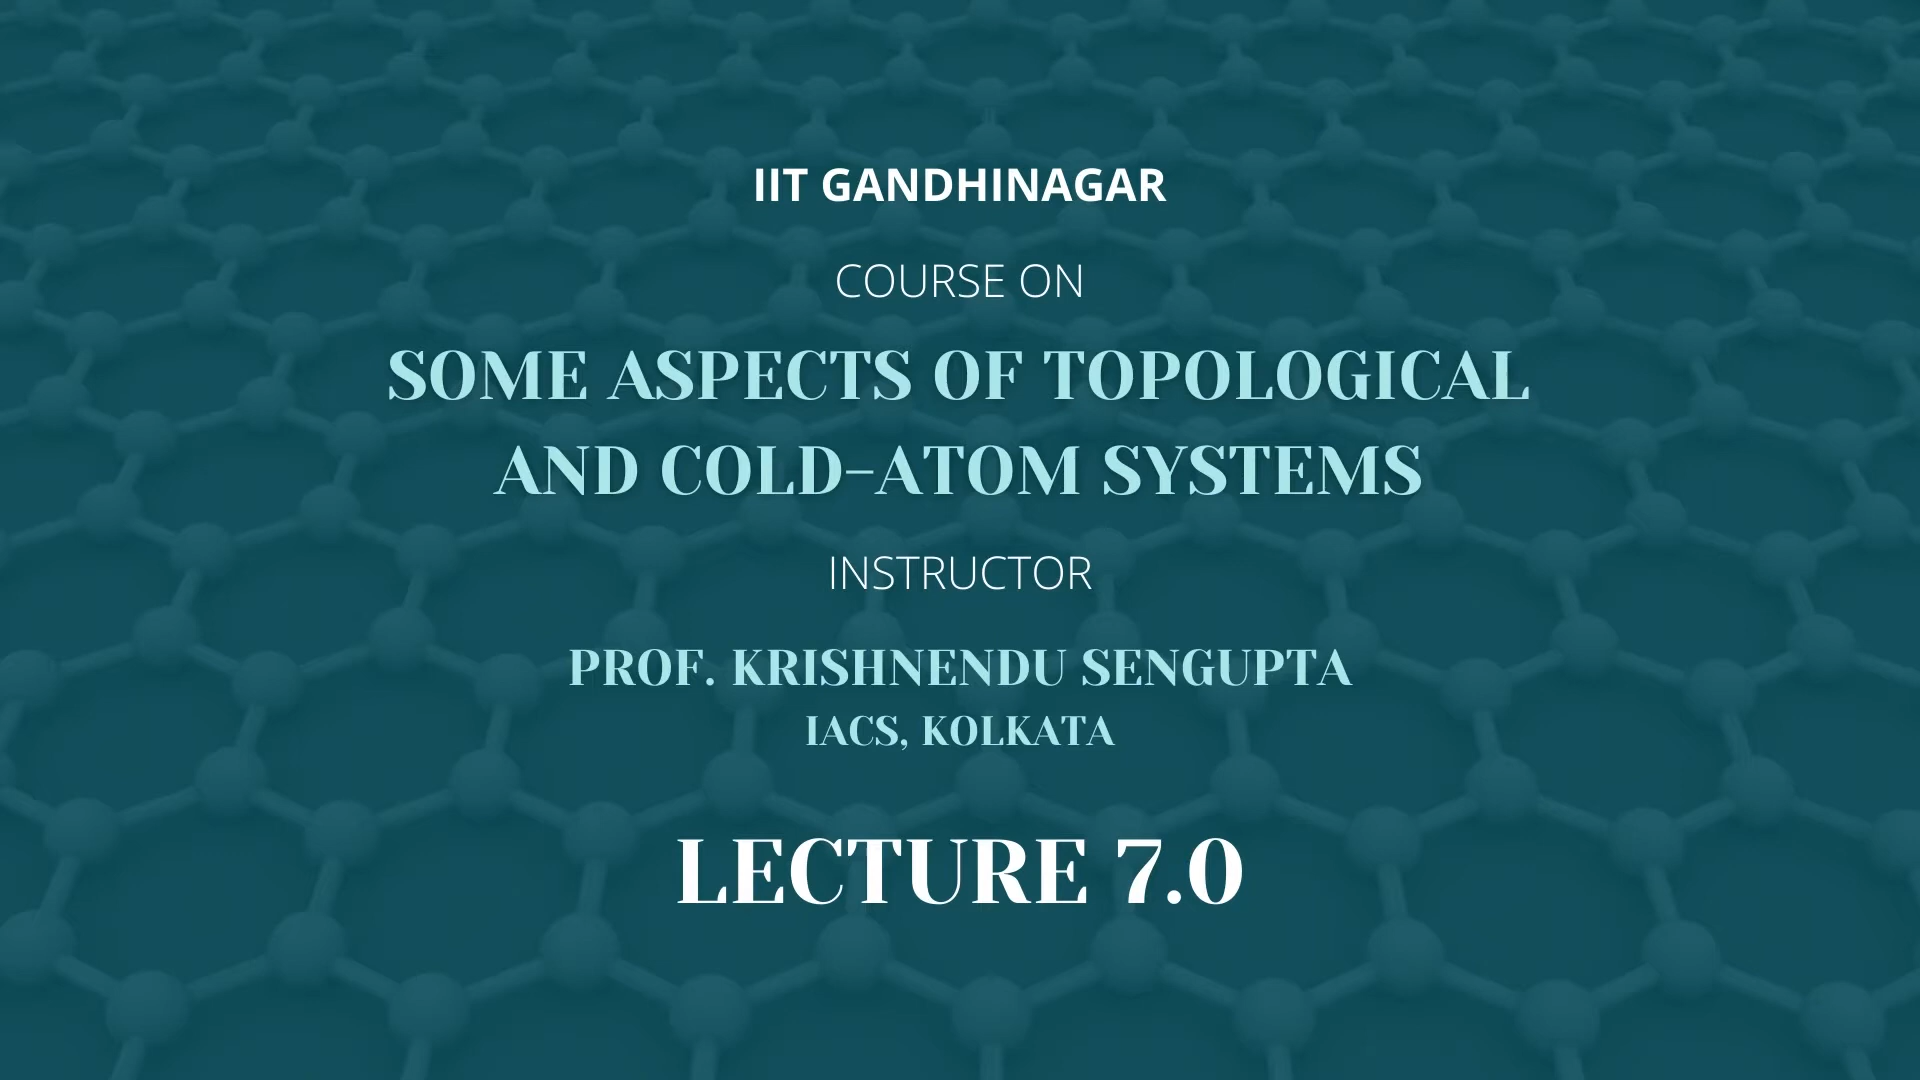 IIT GANDHINAGAR
COURSE ON
SOME ASPECTS OF TOPOLOGICAL
AND COLD-ATOM SYSTEMS
INSTRUCTOR
PROF. KRISHNENDU SENGUPTA
IACS, KOLKATA
LECTURE 7.0